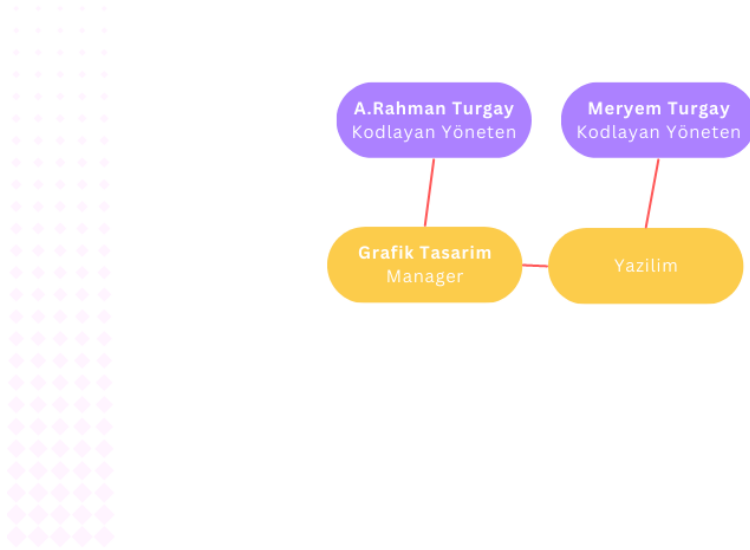 A.Rahman Turgay
Kodlayan Yöneten
Meryem Turgay
Kodlayan Yöneten
Grafik Tasarim
Manager
Yazilim